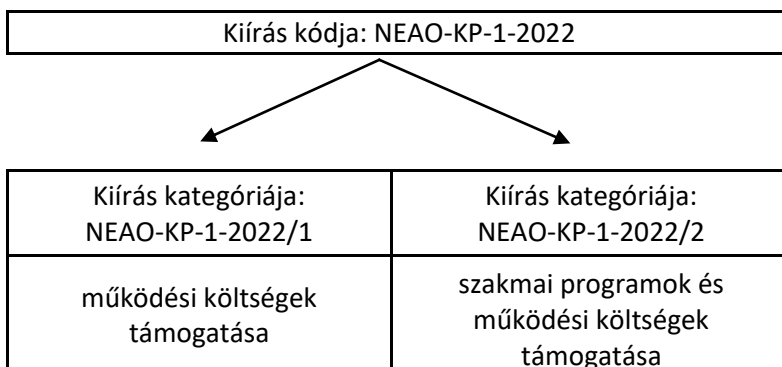 Kiírás kódja: NEAO-KP-1-2022
Kiírás kategóriája:
NEAO-KP-1-2022/1
Kiírás kategóriája:
NEAO-KP-1-2022/2
működési költségek
támogatása
szakmai programok és
működési költségek
támogatása